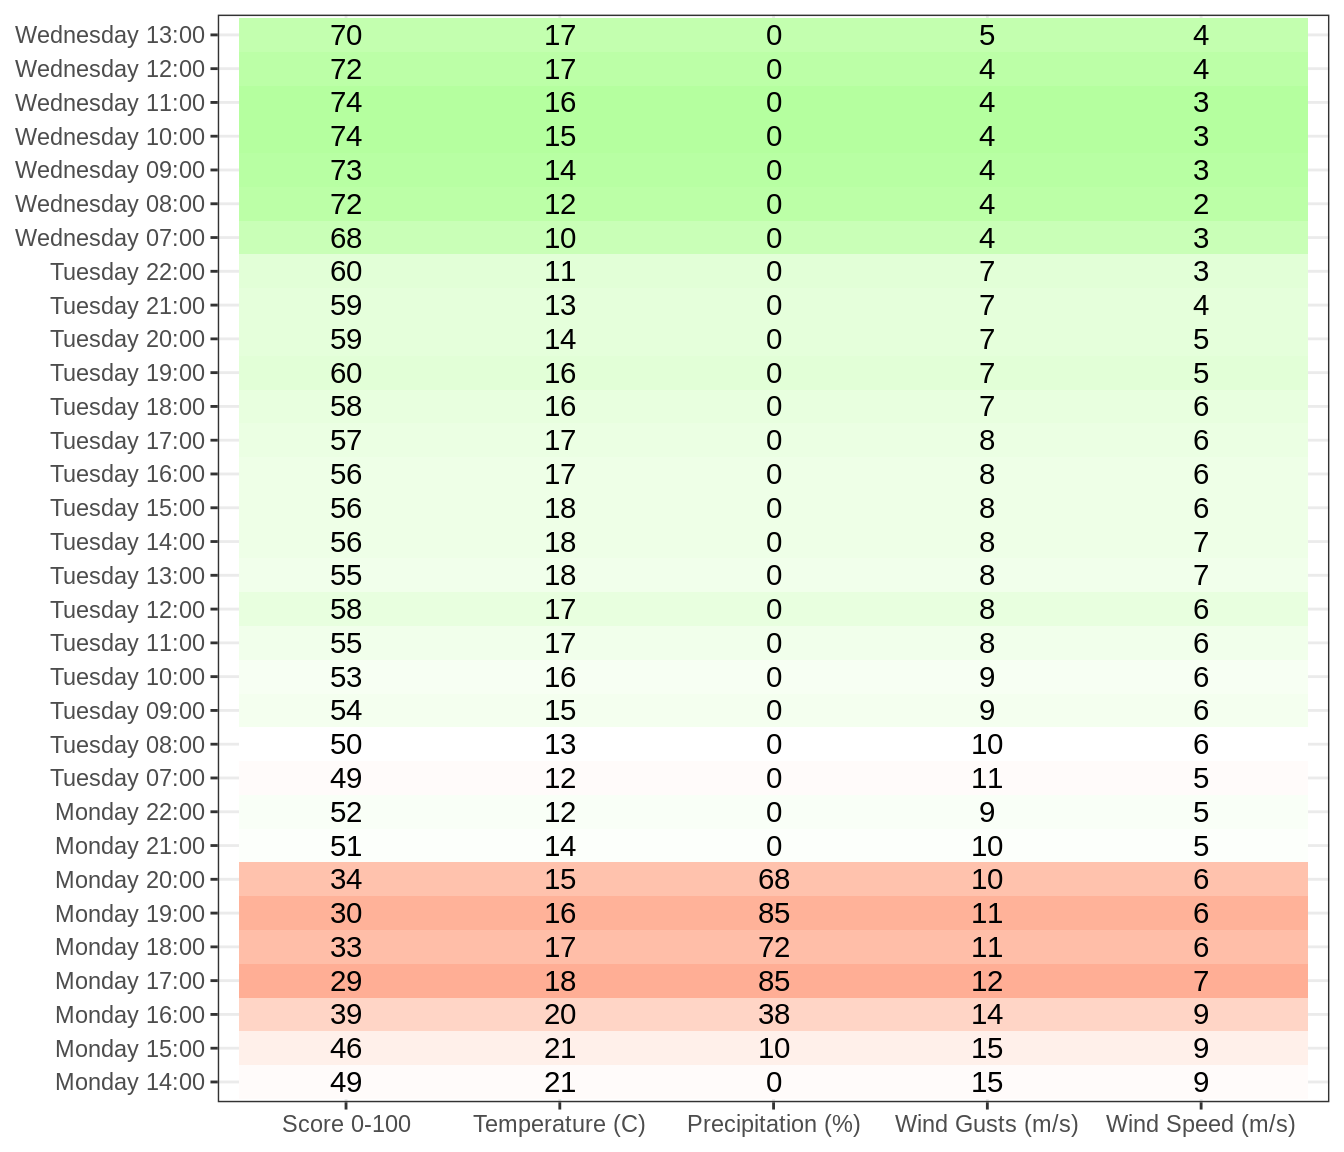 Wednesday 13:00 70 17 0 5 4
Wednesday 12:00 72 17 0 4 4
Wednesday 11:00 74 16 0 4 3
Wednesday 10:00 74 15 0 4 3
Wednesday 09:00 73 14 0 4 3
Wednesday 08:00 72 12 0 4 2
Wednesday 07:00 68 10 0 4 3
Tuesday 22:00 60 11 0 7 3
Tuesday 21:00 59 13 0 7 4
Tuesday 20:00 59 14 0 7 5
Tuesday 19:00 60 16 0 7 5
Tuesday 18:00 58 16 0 7 6
Tuesday 17:00 57 17 0 8 6
Tuesday 16:00 56 17 0 8 6
Tuesday 15:00 56 18 0 8 6
Tuesday 14:00 56 18 0 8 7
Tuesday 13:00 55 18 0 8 7
Tuesday 12:00 58 17 0 8 6
Tuesday 11:00 55 17 0 8 6
Tuesday 10:00 53 16 0 9 6
Tuesday 09:00 54 15 0 9 6
Tuesday 08:00 50 13 0 10 6
Tuesday 07:00 49 12 0 11 5
Monday 22:00 52 12 0 9 5
Monday 21:00 51 14 0 10 5
Monday 20:00 34 15 68 10 6
Monday 19:00 30 16 85 11 6
Monday 18:00 33 17 72 11 6
Monday 17:00 29 18 85 12 7
Monday 16:00 39 20 38 14 9
Monday 15:00 46 21 10 15 9
Monday 14:00 49 21 0 15 9
Score 0-100 Temperature (C) Precipitation (%) Wind Gusts (m/s) Wind Speed (m/s)